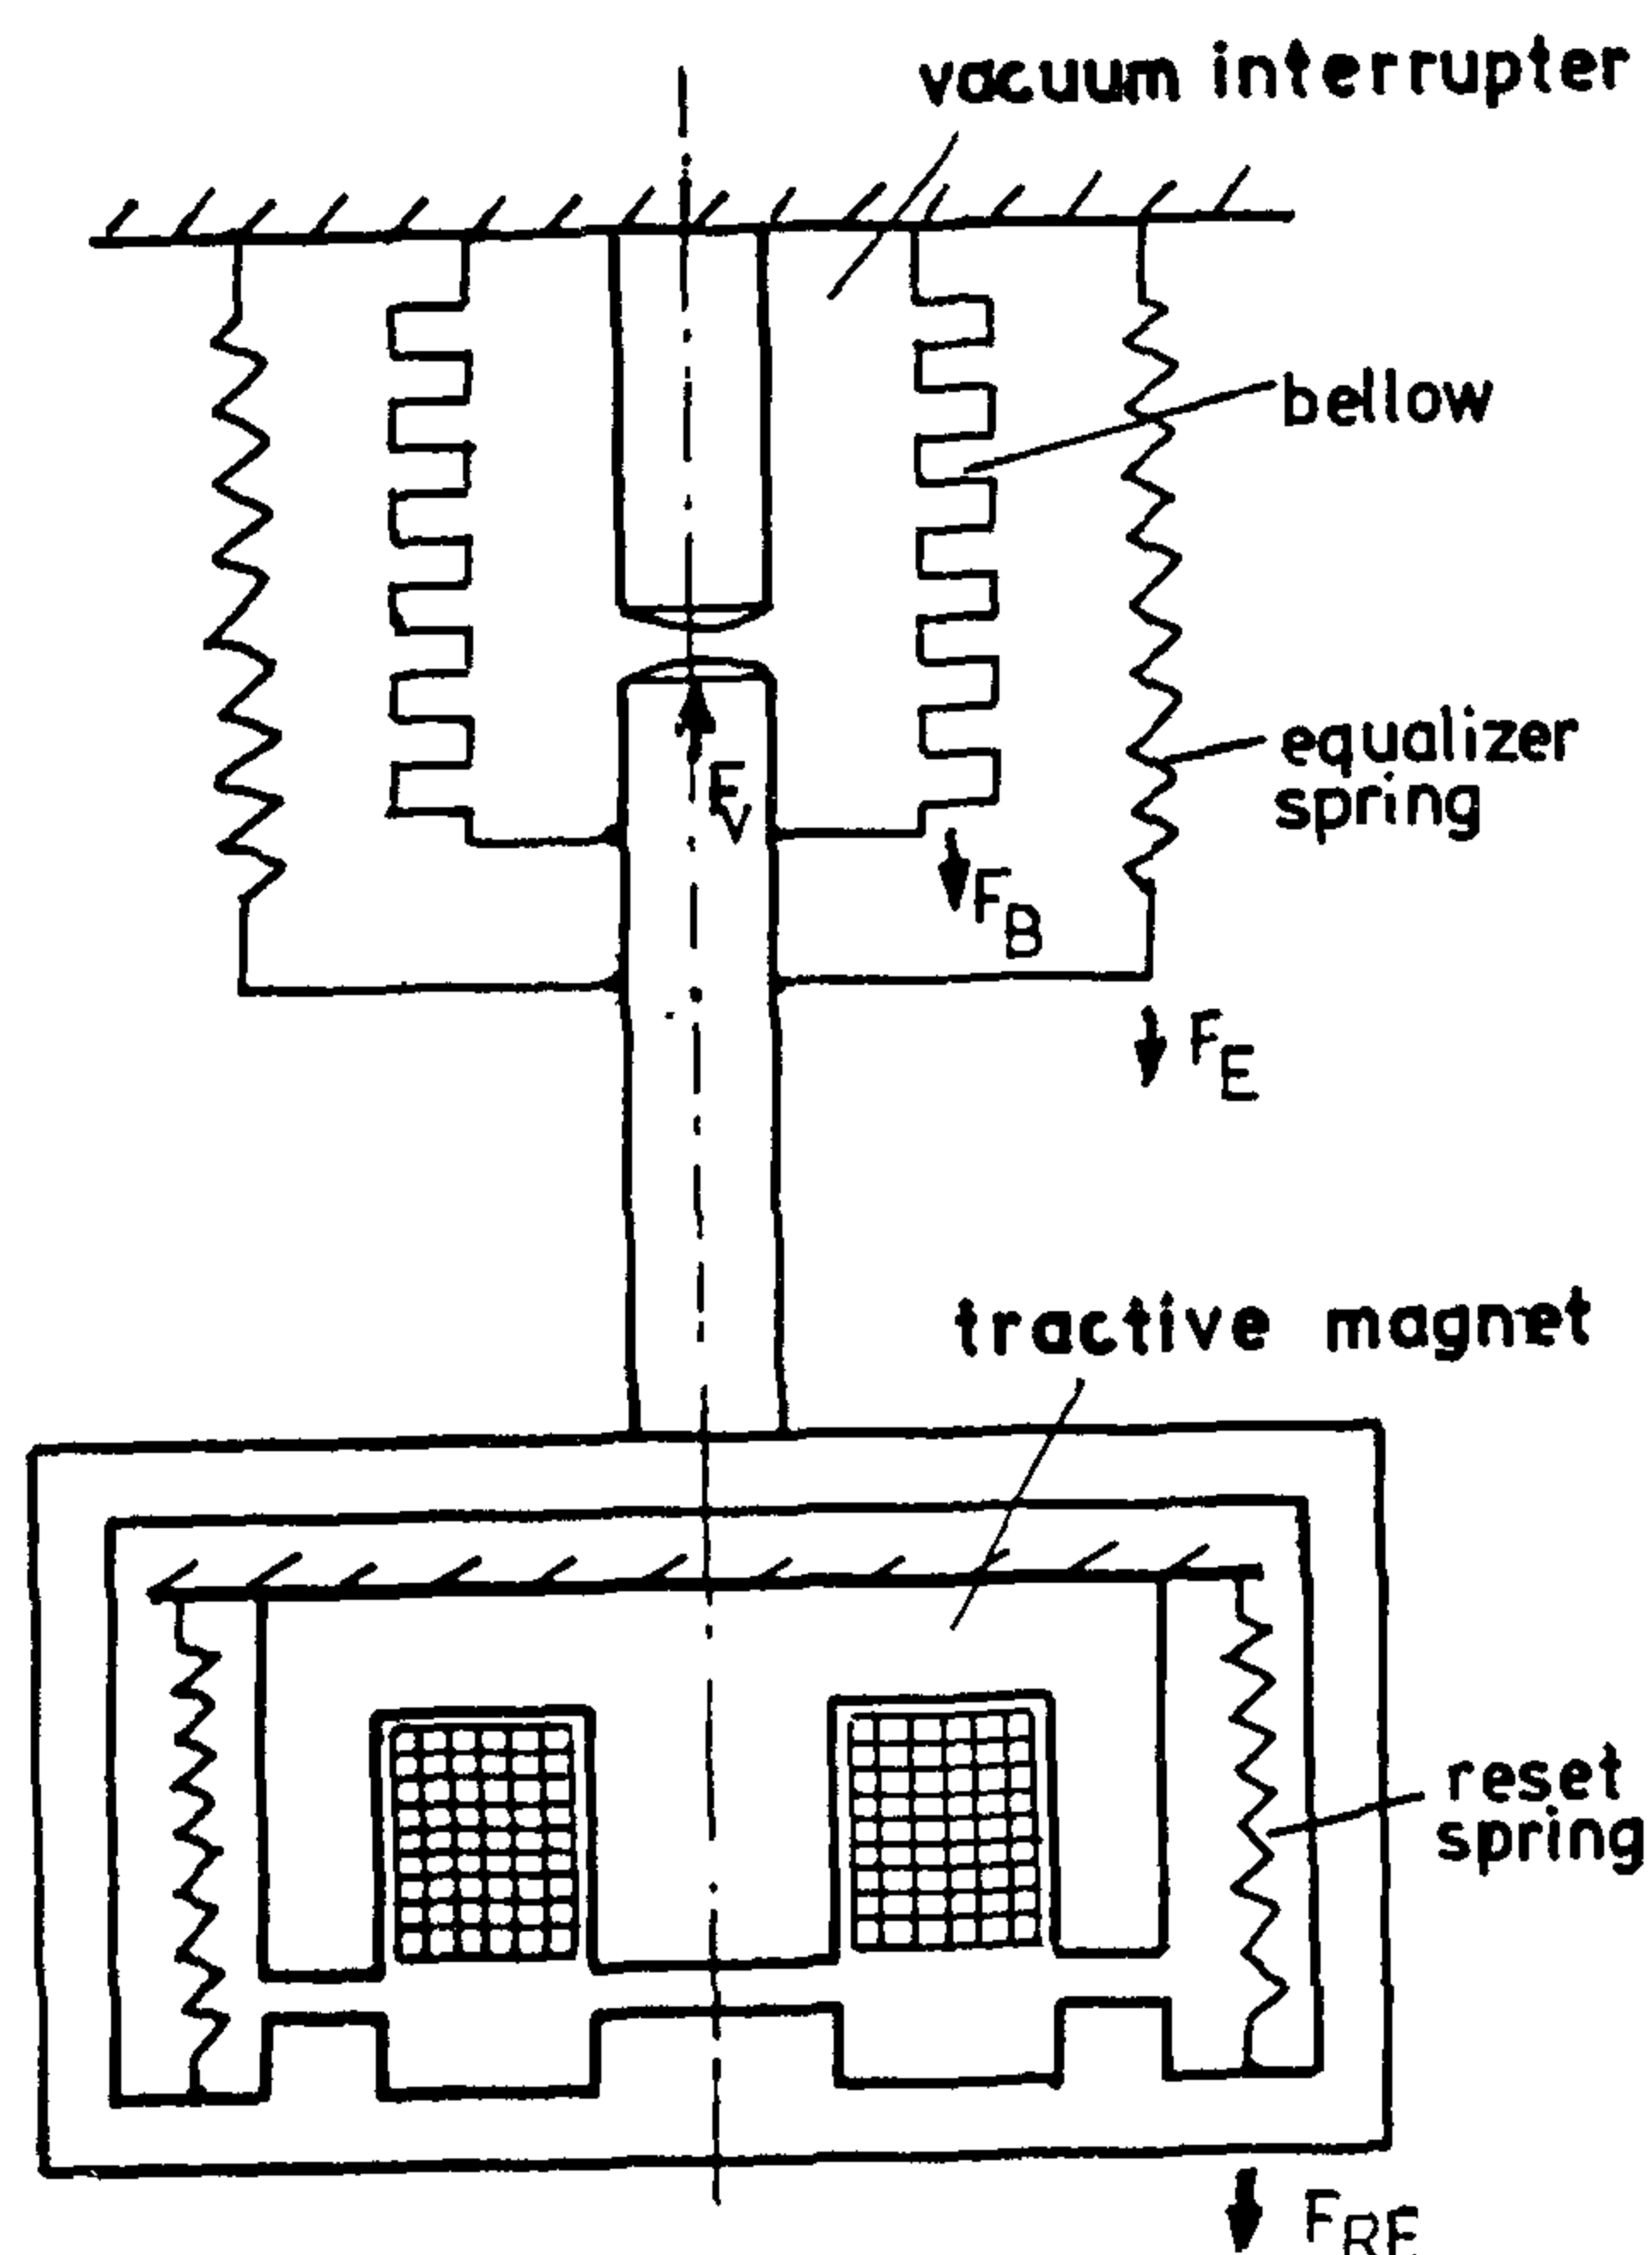 vacuum interrupter
bellow
F_V
equalizer
spring
F_B
F_E
tractive magnet
reset
spring
F_RE